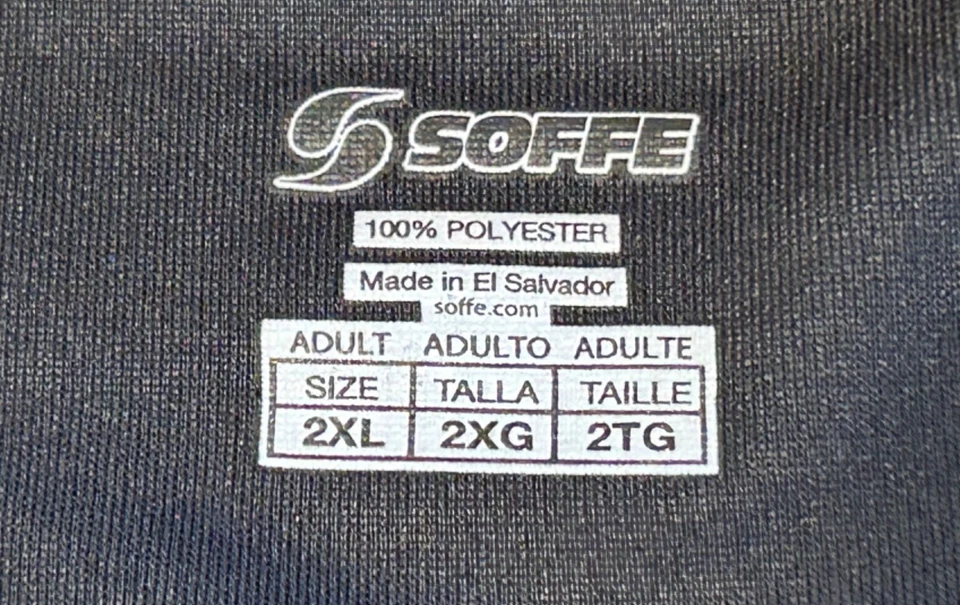 SOFFE
100% POLYESTER
Made in El Salvador
soffe.com
ADULT ADULTO ADULTE
SIZE TALLA TAILLE
2XL 2XG 2TG